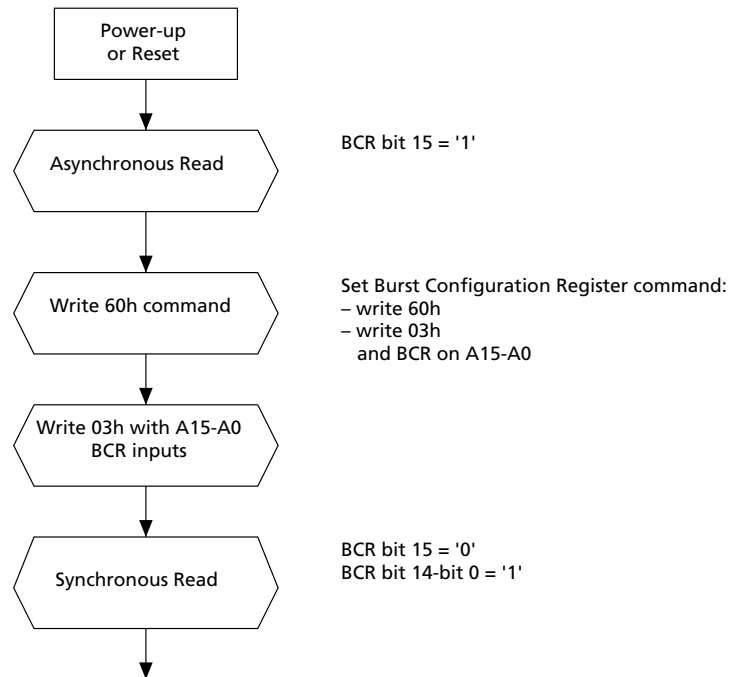 Power-up
or Reset
Asynchronous Read
BCR bit 15 = '1'
Write 60h command
Set Burst Configuration Register command:
– write 60h
– write 03h
and BCR on A15-A0
Write 03h with A15-A0
BCR inputs
Synchronous Read
BCR bit 15 = '0'
BCR bit 14-bit 0 = '1'